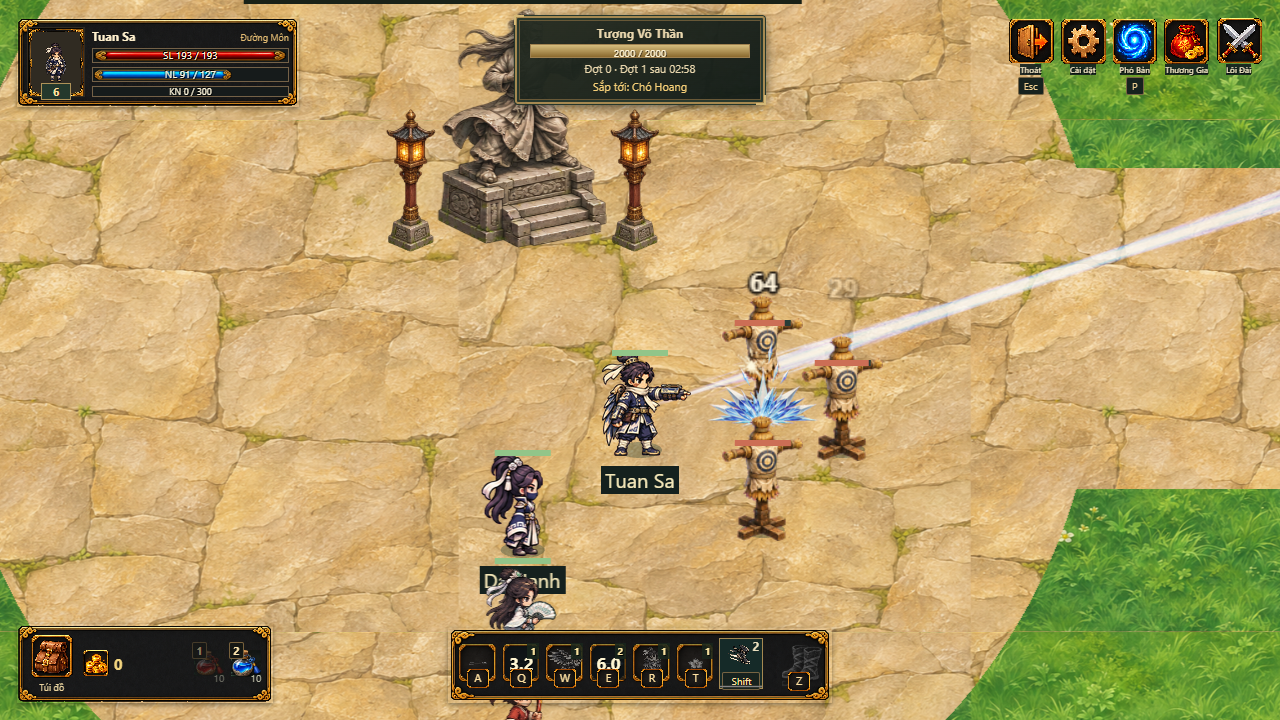 Tuan Sa
Đường Môn
SL 193 / 193
NL 91 / 127
KN 0 / 300
6
Tượng Võ Thần
2000 / 2000
Đợt 0 · Đợt 1 sau 02:58
Sắp tới: Chó Hoang
Thoát
Esc
Cài đặt
Phó Bản
P
Thương Gia
Lôi Đài
29
64
29
Tuan Sa
Túi đồ
0
1
10
2
10
A
3.2
1
Q
1
W
6.0
2
E
1
R
1
T
2
Shift
Z